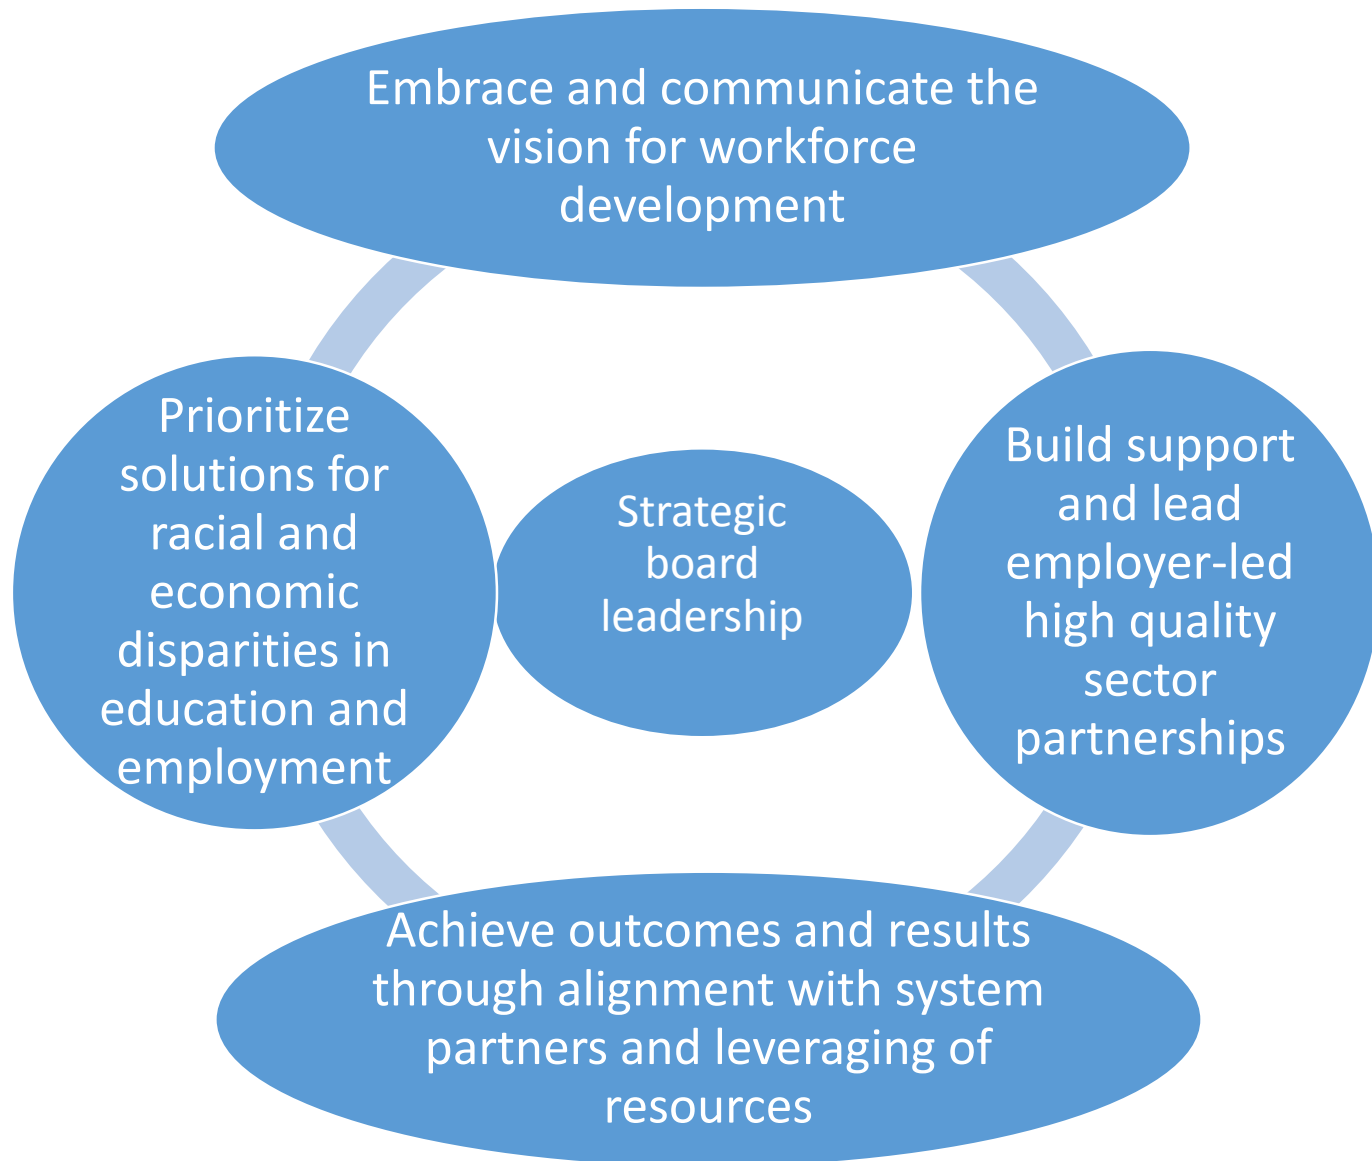 Embrace and communicate the
vision for workforce
development
Prioritize
solutions for
racial and
economic
disparities in
education and
employment
Strategic
board
leadership
Build support
and lead
employer-led
high quality
sector
partnerships
Achieve outcomes and results
through alignment with system
partners and leveraging of
resources